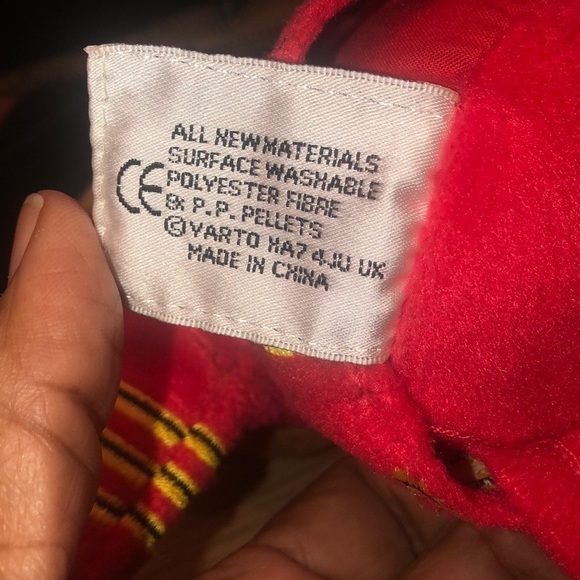 ALL NEW MATERIALS
SURFACE WASHABLE
CE POLYESTER FIBRE
& P.P. PELLETS
©YARTO HA7 4JU UK
MADE IN CHINA